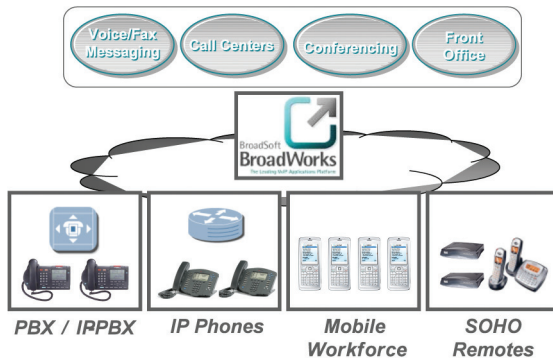 Voice/Fax
Messaging
Call Centers
Conferencing
Front
Office
BroadSoft
BroadWorks
The Leading VoIP Applications Platform
PBX / IPPBX
IP Phones
Mobile
Workforce
SOHO
Remotes